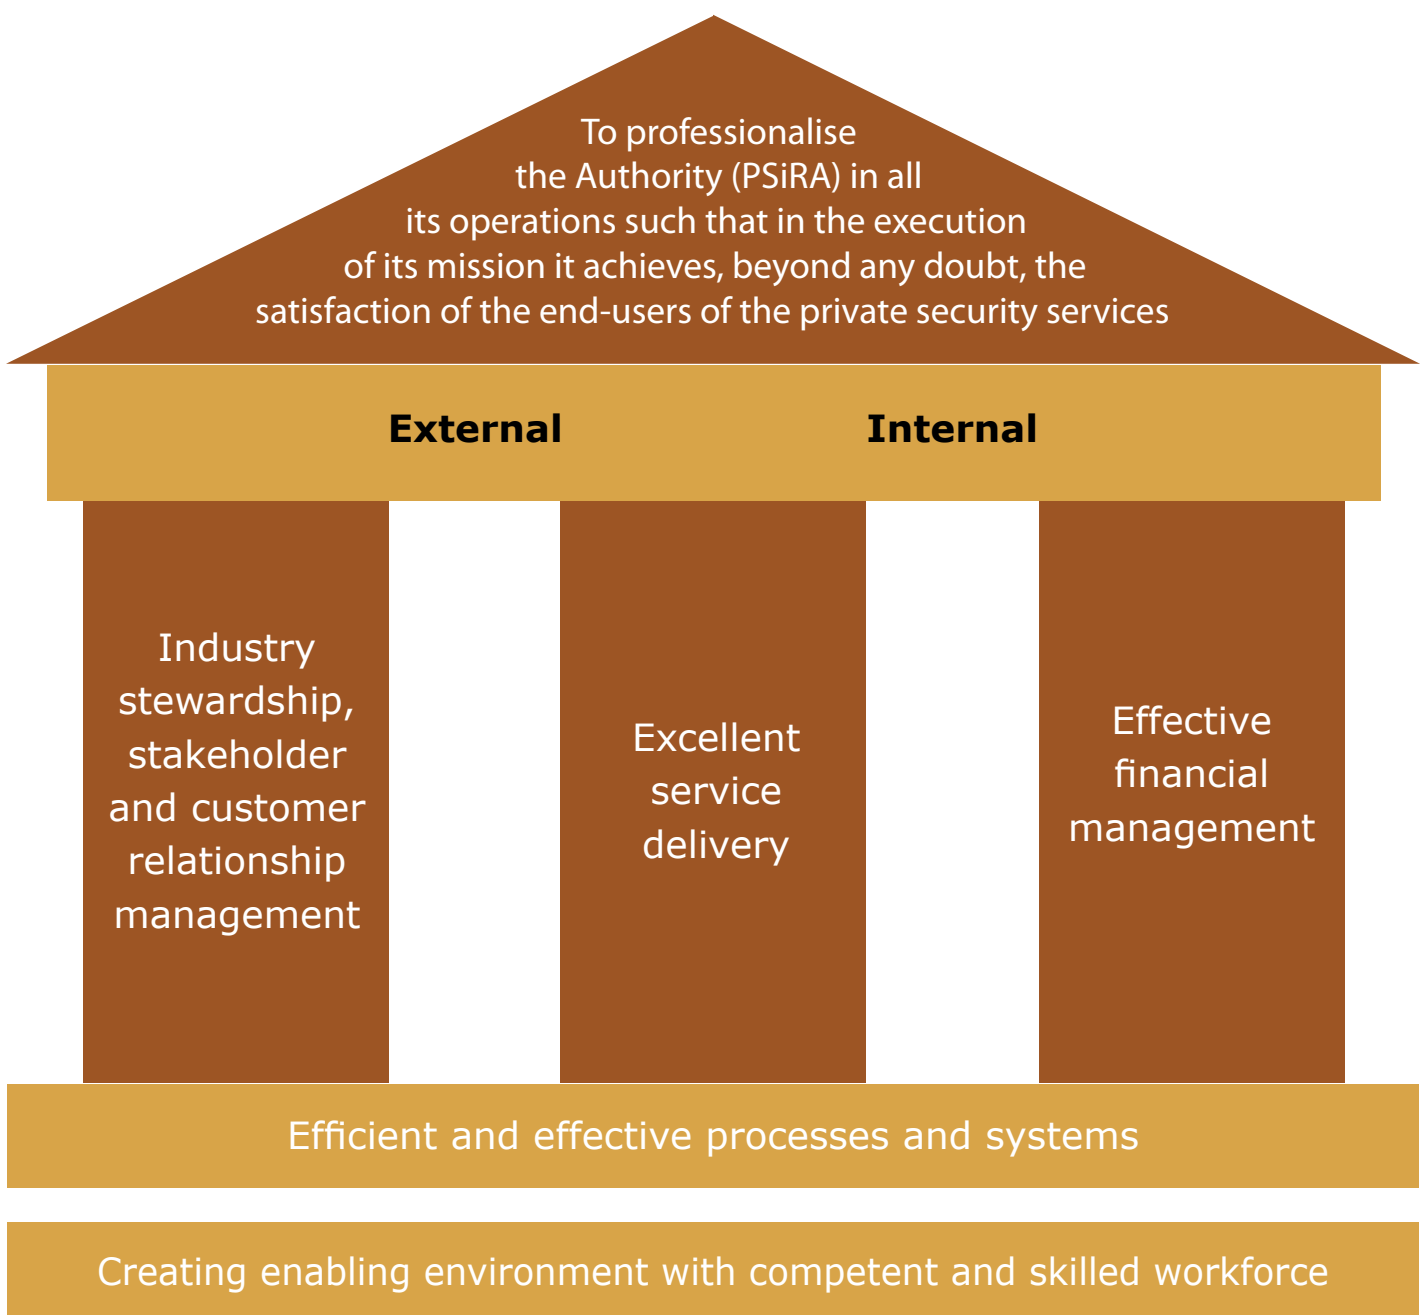 To professionalise
the Authority (PSiRA) in all
its operations such that in the execution
of its mission it achieves, beyond any doubt, the
satisfaction of the end-users of the private security services
External
Internal
Industry
stewardship,
stakeholder
and customer
relationship
management
Excellent
service
delivery
Effective
financial
management
Efficient and effective processes and systems
Creating enabling environment with competent and skilled workforce